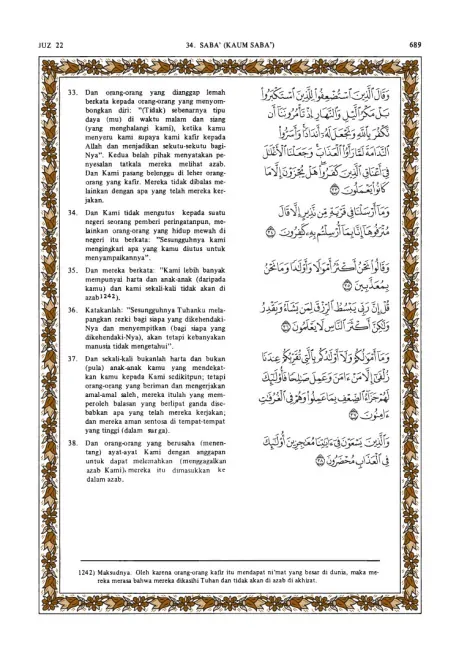 JUZ 22
34. SABA' (KAUM SABA')
689
33. Dan orang-orang yang dianggap lemah
berkata kepada orang-orang yang menyom-
bongkan diri: "(Tidak) sebenarnya tipu
daya (mu) di waktu malam dan siang
(yang menghalangi kami), ketika kamu
menyeru kami supaya kami kafir kepada
Allah dan menjadikan sekutu-sekutu bagi-
Nya". Kedua belah pihak menyatakan pe-
nyesalan tatkala mereka melihat azab.
Dan Kami pasang belenggu di leher orang-
orang yang kafir. Mereka tidak dibalas me-
lainkan dengan apa yang telah mereka ker-
jakan.
34. Dan Kami tidak mengutus kepada suatu
negeri seorang pemberi peringatanpun, me-
lainkan orang-orang yang hidup mewah di
negeri itu berkata: "Sesungguhnya kami
mengingkari apa yang kamu diutus untuk
menyampaikannya".
35. Dan mereka berkata: "Kami lebih banyak
mempunyai harta dan anak-anak (daripada
kamu) dan kami sekali-kali tidak akan di
azab1242).
36. Katakanlah: "Sesungguhnya Tuhanku mela-
pangkan rezki bagi siapa yang dikehendaki-
Nya dan menyempitkan (bagi siapa yang
dikehendaki-Nya), akan tetapi kebanyakan
manusia tidak mengetahui".
37. Dan sekali-kali bukanlah harta dan bukan
(pula) anak-anak kamu yang mendekat-
kan kamu kepada Kami sedikitpun; tetapi
orang-orang yang beriman dan mengerjakan
amal-amal saleh, mereka itulah yang mem-
peroleh balasan yang berlipat ganda dise-
babkan apa yang telah mereka kerjakan;
dan mereka aman sentosa di tempat-tempat
yang tinggi (dalam surga).
38. Dan orang-orang yang berusaha (menen-
tang) ayat-ayat Kami dengan anggapan
untuk dapat melemahkan (menggagalkan
azab Kami), mereka itu dimasukkan ke
dalam azab.
وَقَالَ الَّذِينَ اسْتُضْعِفُوا لِلَّذِينَ اسْتَكْبَرُوا
بَلْ مَكْرُ الَّيْلِ وَالنَّهَارِ إِذْ تَأْمُرُونَنَا أَن
نَّكْفُرَ بِاللَّهِ وَنَجْعَلَ لَهُ أَندَادًا وَأَسَرُّوا
النَّدَامَةَ لَمَّا رَأَوُا الْعَذَابَ وَجَعَلْنَا الْأَغْلَالَ
فِي أَعْنَاقِ الَّذِينَ كَفَرُوا هَلْ يُجْزَوْنَ إِلَّا مَا
كَانُوا يَعْمَلُونَ ٣٣
وَمَا أَرْسَلْنَا فِي قَرْيَةٍ مِّن نَّذِيرٍ إِلَّا قَالَ
مُتْرَفُوهَا إِنَّا بِمَا أُرْسِلْتُم بِهِ كَافِرُونَ ٣٤
وَقَالُوا نَحْنُ أَكْثَرُ أَمْوَالًا وَأَوْلَادًا وَمَا نَحْنُ
بِمُعَذَّبِينَ ٣٥
قُلْ إِنَّ رَبِّي يَبْسُطُ الرِّزْقَ لِمَن يَشَاءُ وَيَقْدِرُ
وَلَكِنَّ أَكْثَرَ النَّاسِ لَا يَعْلَمُونَ ٣٦
وَمَا أَمْوَالُكُمْ وَلَا أَوْلَادُكُم بِالَّتِي تُقَرِّبُكُمْ عِندَنَا
زُلْفَى إِلَّا مَنْ ءَامَنَ وَعَمِلَ صَالِحًا فَأُولَئِكَ
لَهُمْ جَزَاءُ الضِّعْفِ بِمَا عَمِلُوا وَهُمْ فِي الْغُرُفَاتِ
ءَامِنُونَ ٣٧
وَالَّذِينَ يَسْعَوْنَ فِي ءَايَاتِنَا مُعَاجِزِينَ أُولَئِكَ
فِي الْعَذَابِ مُحْضَرُونَ ٣٨
1242) Maksudnya. Oleh karena orang-orang kafir itu mendapat ni'mat yang besar di dunia, maka me-
reka merasa bahwa mereka dikasihi Tuhan dan tidak akan di azab di akhirat.